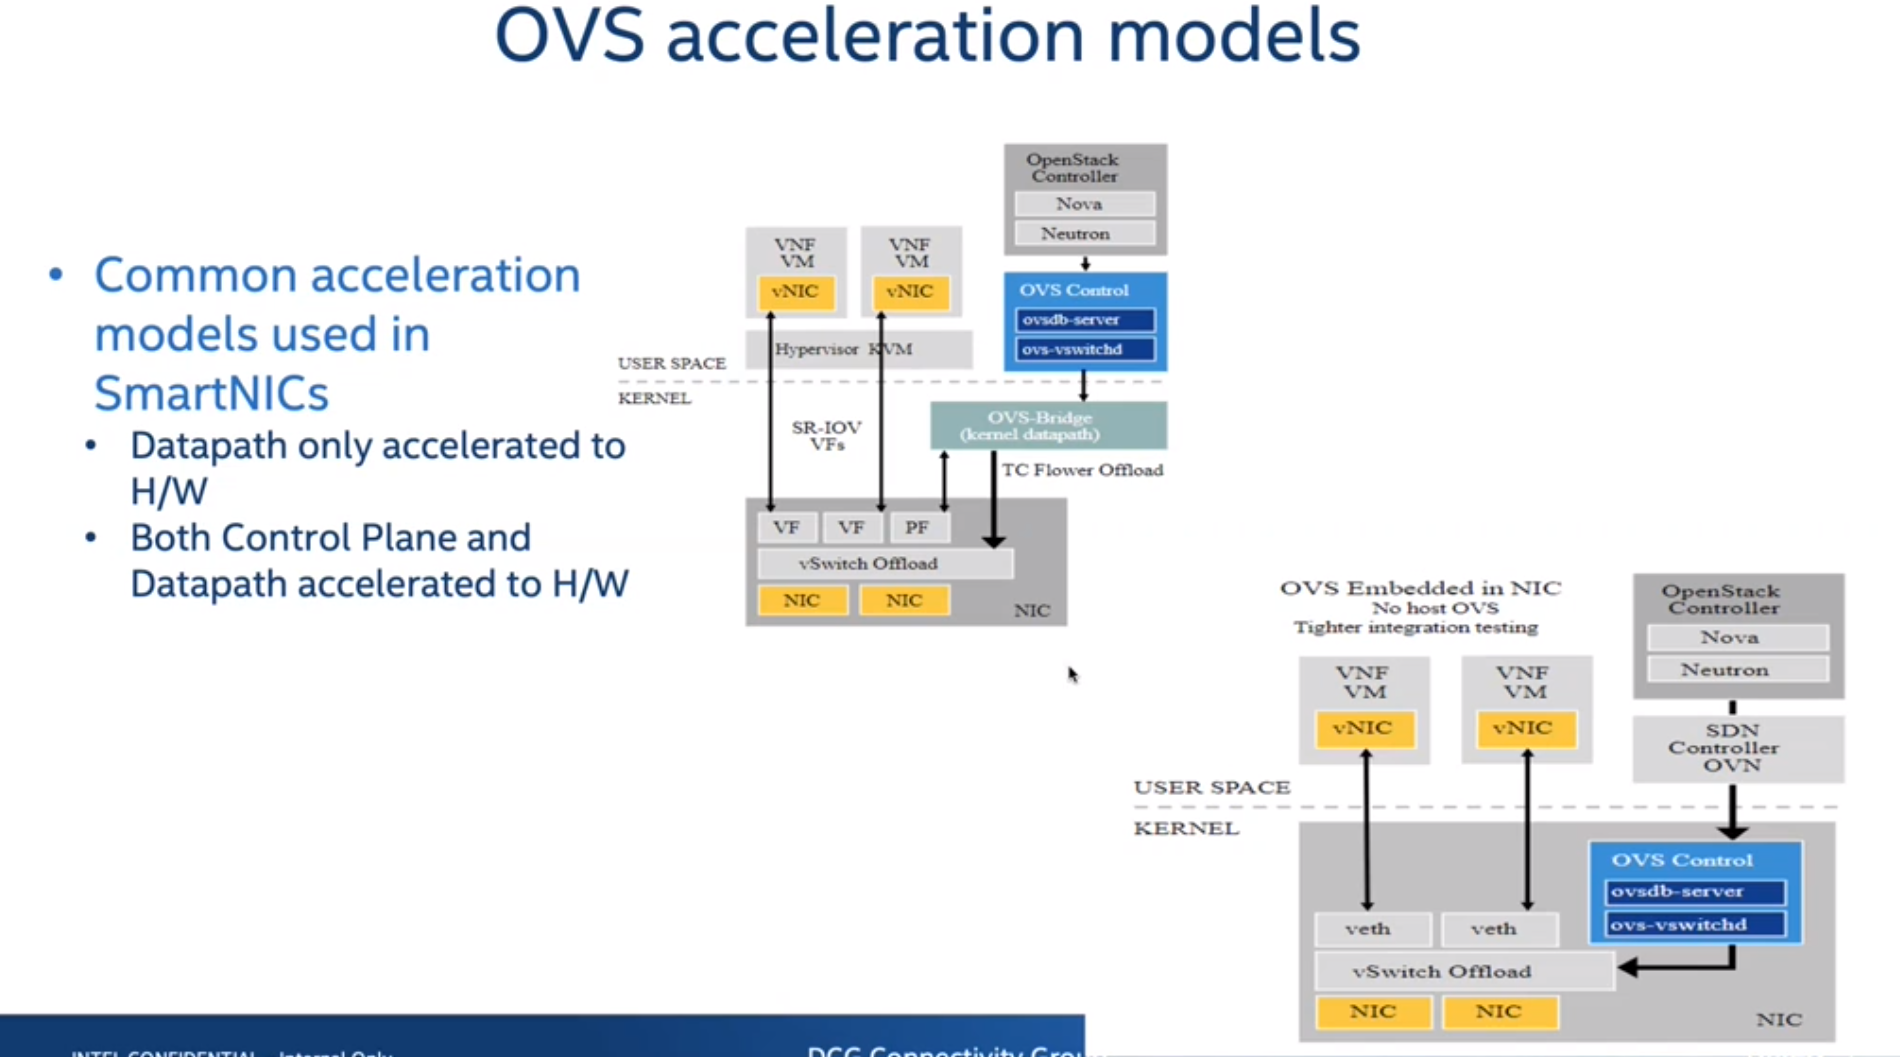 OVS acceleration models
• Common acceleration
models used in
SmartNICs
• Datapath only accelerated to
H/W
• Both Control Plane and
Datapath accelerated to H/W
OpenStack
Controller
Nova
Neutron
VNF
VM
vNIC
VNF
VM
vNIC
OVS Control
ovsdb-server
ovs-vswitchd
Hypervisor KVM
USER SPACE
KERNEL
OVS-Bridge
(kernel datapath)
SR-IOV
VFs
TC Flower Offload
VF
VF
PF
vSwitch Offload
NIC
NIC
NIC
OVS Embedded in NIC
No host OVS
Tighter integration testing
OpenStack
Controller
Nova
Neutron
VNF
VM
vNIC
VNF
VM
vNIC
SDN
Controller
OVN
USER SPACE
KERNEL
OVS Control
ovsdb-server
ovs-vswitchd
veth
veth
vSwitch Offload
NIC
NIC
NIC
INTEL CONFIDENTIAL – Internal Only
DCG Connectivity Group